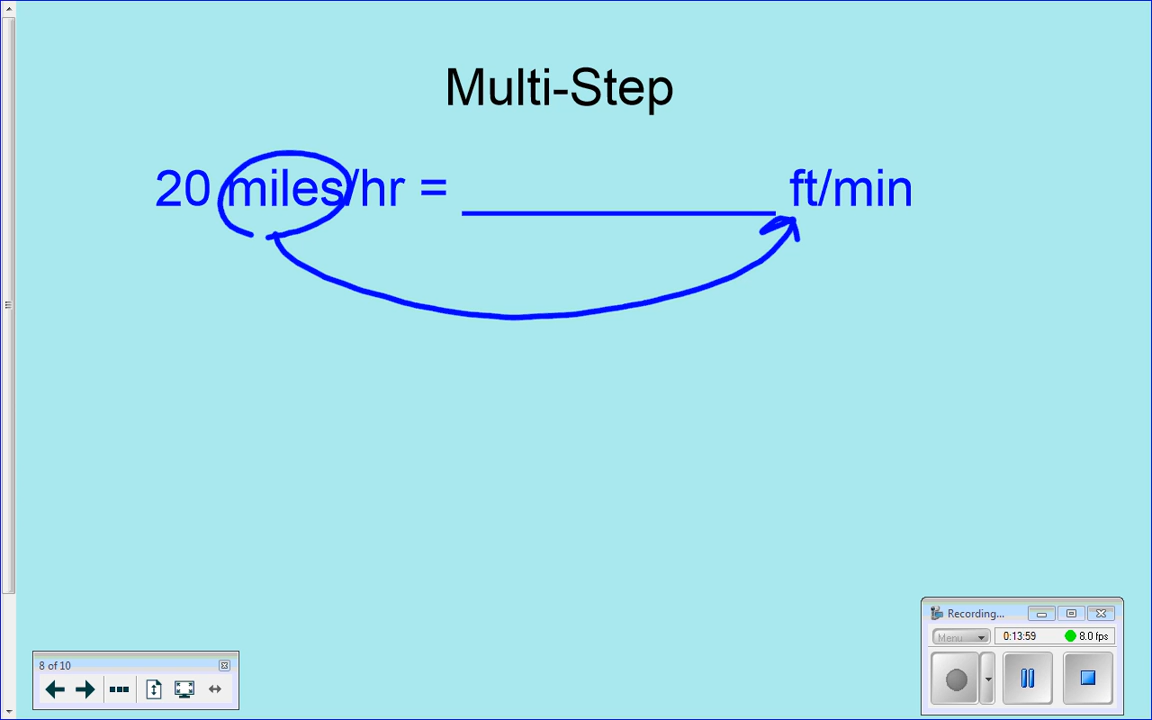 Multi-Step
20 miles/hr = ____________ ft/min
Recording...
Menu
0:13:59
8.0 fps
8 of 10